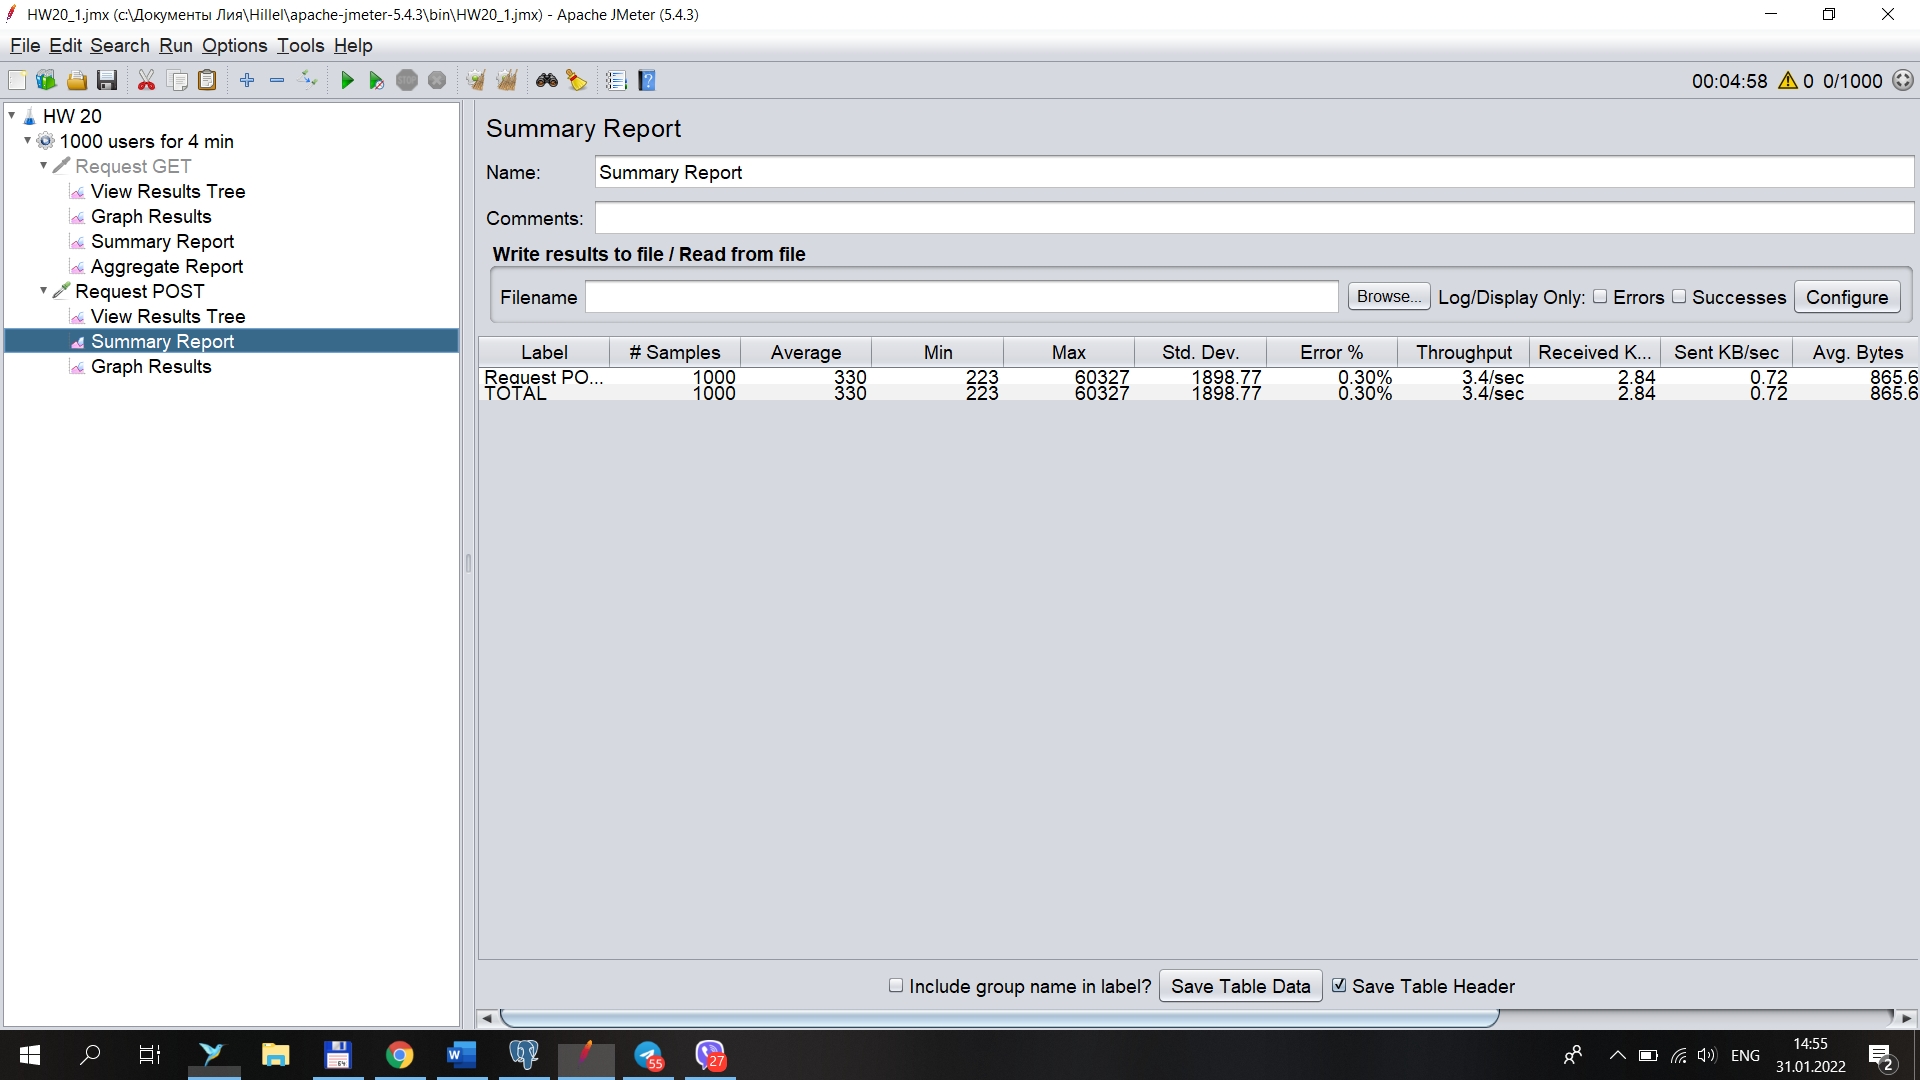 HW20_1.jmx (c:\Документы Лия\Hillel\apache-jmeter-5.4.3\bin\HW20_1.jmx) - Apache JMeter (5.4.3)
File Edit Search Run Options Tools Help
STOP
00:04:58 0 0/1000
HW 20
1000 users for 4 min
Request GET
View Results Tree
Graph Results
Summary Report
Aggregate Report
Request POST
View Results Tree
Summary Report
Graph Results
Summary Report
Name: Summary Report
Comments:
Write results to file / Read from file
Filename Browse... Log/Display Only: Errors Successes Configure
Label # Samples Average Min Max Std. Dev. Error % Throughput Received K... Sent KB/sec Avg. Bytes
Request PO... 1000 330 223 60327 1898.77 0.30% 3.4/sec 2.84 0.72 865.6
TOTAL 1000 330 223 60327 1898.77 0.30% 3.4/sec 2.84 0.72 865.6
Include group name in label? Save Table Data Save Table Header
64 W 55 27 ENG 14:55
31.01.2022 2